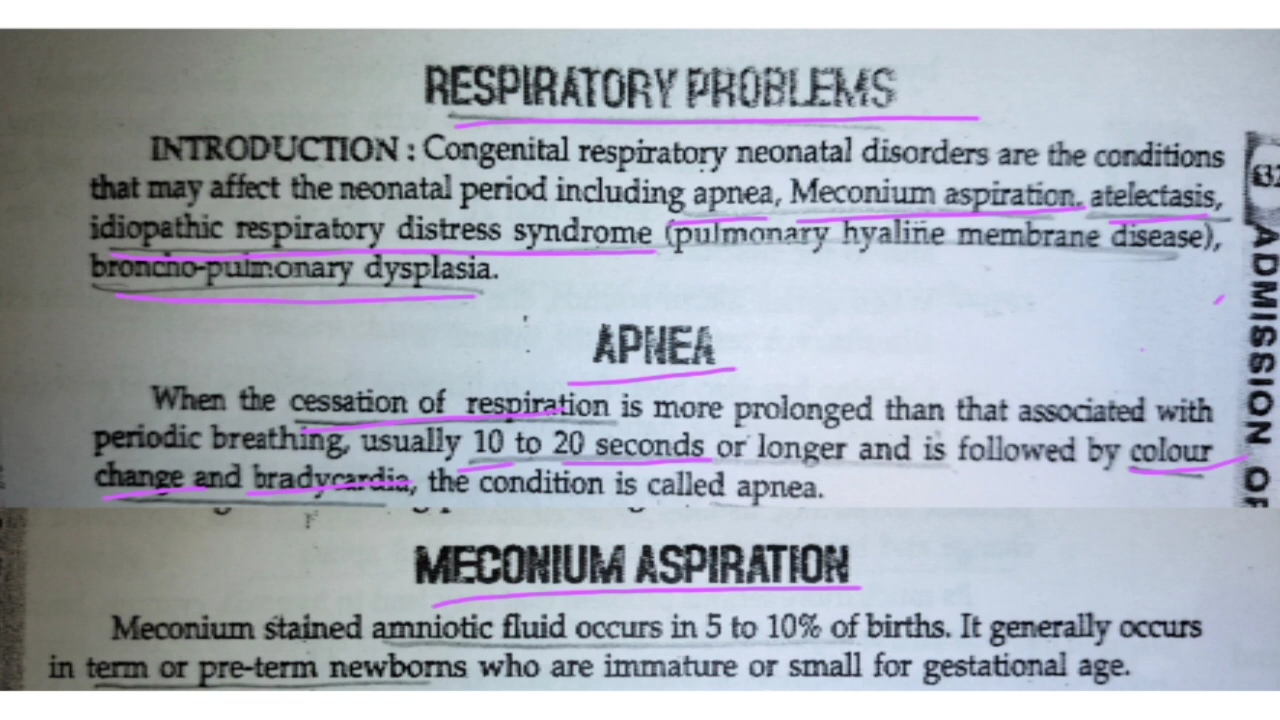 RESPIRATORY PROBLEMS
INTRODUCTION : Congenital respiratory neonatal disorders are the conditions
that may affect the neonatal period including apnea, Meconium aspiration, atelectasis,
idiopathic respiratory distress syndrome (pulmonary hyaline membrane disease),
broncho-pulmonary dysplasia.
APNEA
When the cessation of respiration is more prolonged than that associated with
periodic breathing, usually 10 to 20 seconds or longer and is followed by colour
change and bradycardia, the condition is called apnea.
MECONIUM ASPIRATION
Meconium stained amniotic fluid occurs in 5 to 10% of births. It generally occurs
in term or pre-term newborns who are immature or small for gestational age.
ADMISSION OF